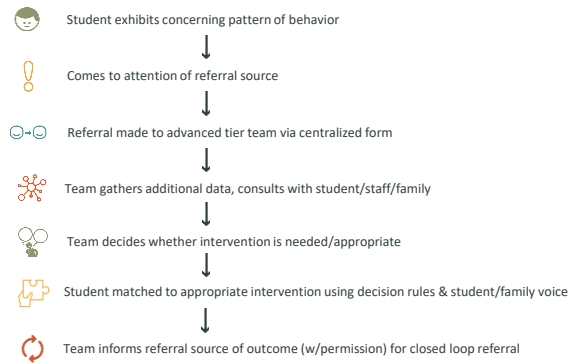 Student exhibits concerning pattern of behavior
Comes to attention of referral source
Referral made to advanced tier team via centralized form
Team gathers additional data, consults with student/staff/family
Team decides whether intervention is needed/appropriate
Student matched to appropriate intervention using decision rules & student/family voice
Team informs referral source of outcome (w/permission) for closed loop referral